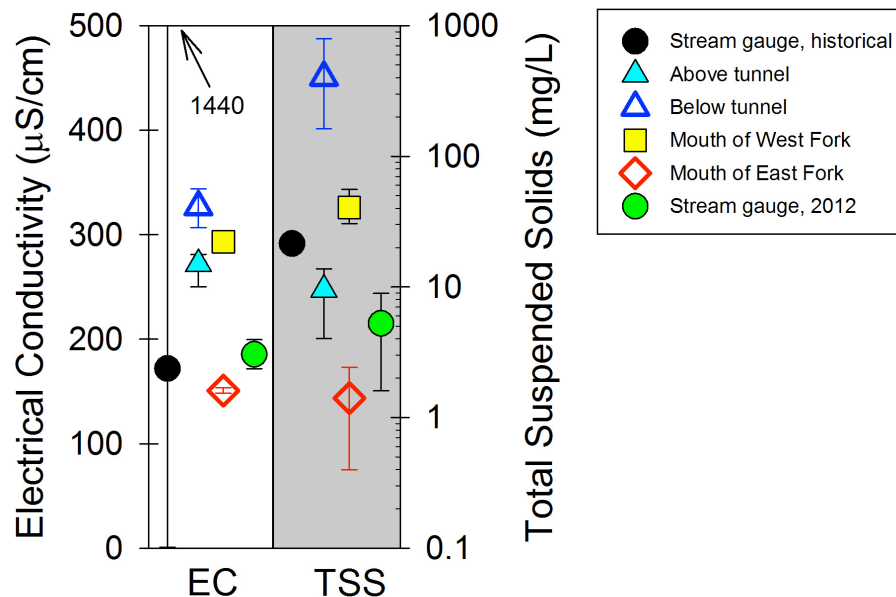 Electrical Conductivity (μS/cm)
500
400
300
200
100
0
1440
EC
TSS
1000
100
10
1
0.1
Total Suspended Solids (mg/L)
Stream gauge, historical
Above tunnel
Below tunnel
Mouth of West Fork
Mouth of East Fork
Stream gauge, 2012